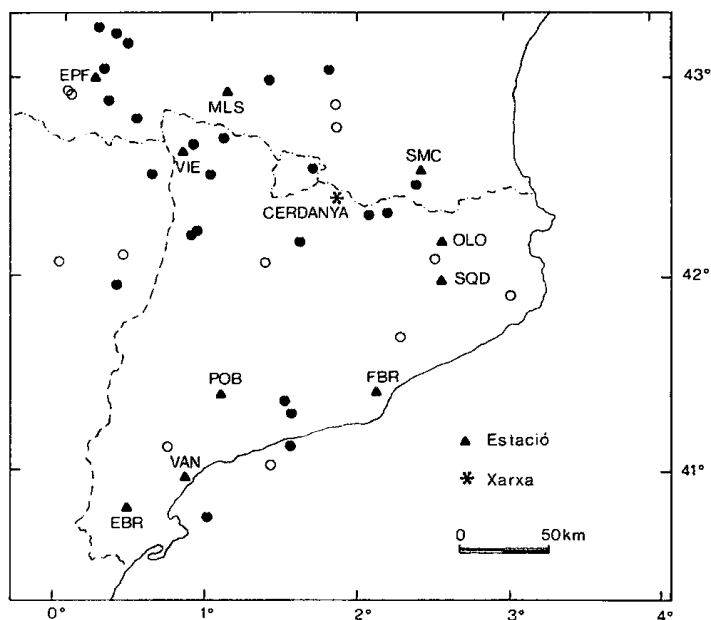 EPF
43°
MLS
VIE
SMC
CERDANYA
OLO
42°
SQD
POB
FBR
Estació
VAN
41°
Xarxa
EBR
0 50km
0° 1° 2° 3° 4°